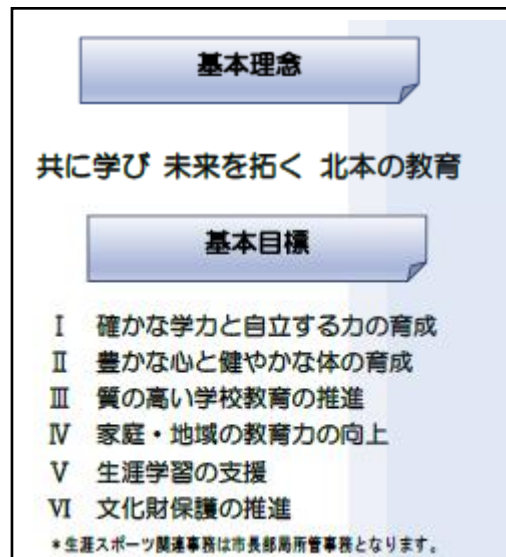 基本理念
共に学び 未来を拓く 北本の教育
基本目標
Ⅰ 確かな学力と自立する力の育成
Ⅱ 豊かな心と健やかな体の育成
Ⅲ 質の高い学校教育の推進
Ⅳ 家庭・地域の教育力の向上
Ⅴ 生涯学習の支援
Ⅵ 文化財保護の推進
＊生涯スポーツ関連事務は市長部局所管事務となります。